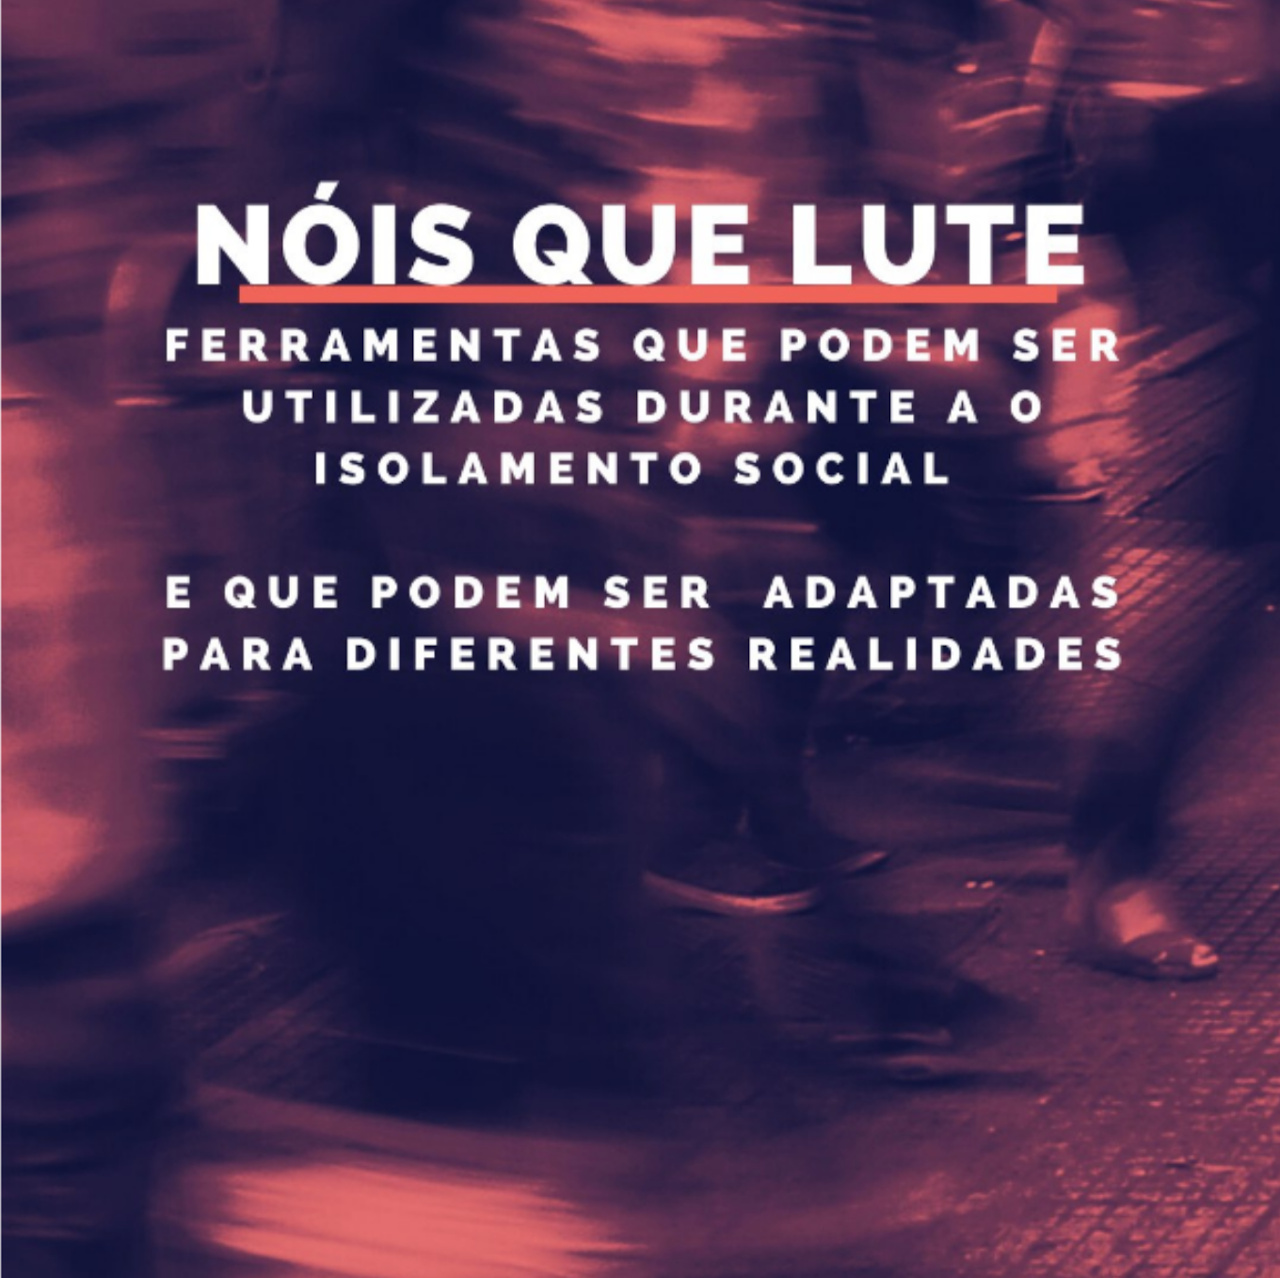 NÓIS QUE LUTE
FERRAMENTAS QUE PODEM SER
UTILIZADAS DURANTE A O
ISOLAMENTO SOCIAL
E QUE PODEM SER ADAPTADAS
PARA DIFERENTES REALIDADES